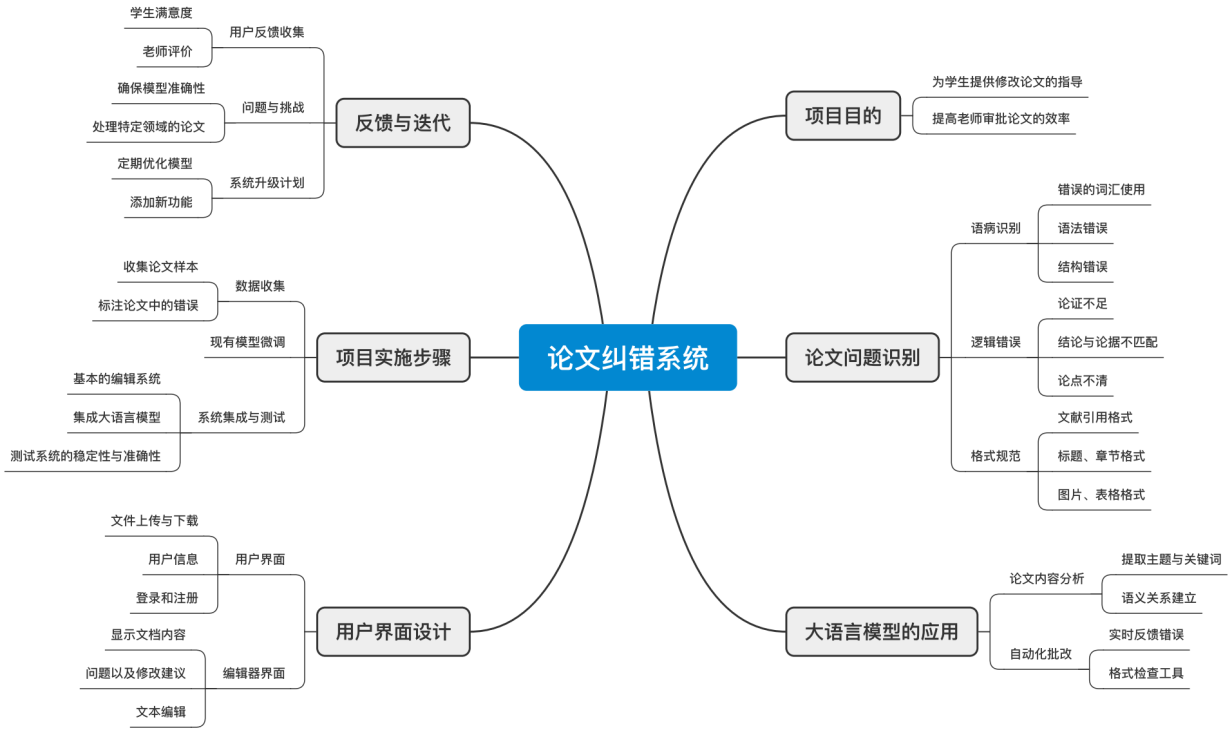 论文纠错系统
项目目的
为学生提供修改论文的指导
提高老师审批论文的效率
论文问题识别
语病识别
错误的词汇使用
语法错误
结构错误
逻辑错误
论证不足
结论与论据不匹配
论点不清
格式规范
文献引用格式
标题、章节格式
图片、表格格式
大语言模型的应用
论文内容分析
提取主题与关键词
语义关系建立
自动化批改
实时反馈错误
格式检查工具
反馈与迭代
用户反馈收集
学生满意度
老师评价
问题与挑战
确保模型准确性
处理特定领域的论文
系统升级计划
定期优化模型
添加新功能
项目实施步骤
数据收集
收集论文样本
标注论文中的错误
现有模型微调
系统集成与测试
基本的编辑系统
集成大语言模型
测试系统的稳定性与准确性
用户界面设计
用户界面
文件上传与下载
用户信息
登录和注册
编辑器界面
显示文档内容
问题以及修改建议
文本编辑